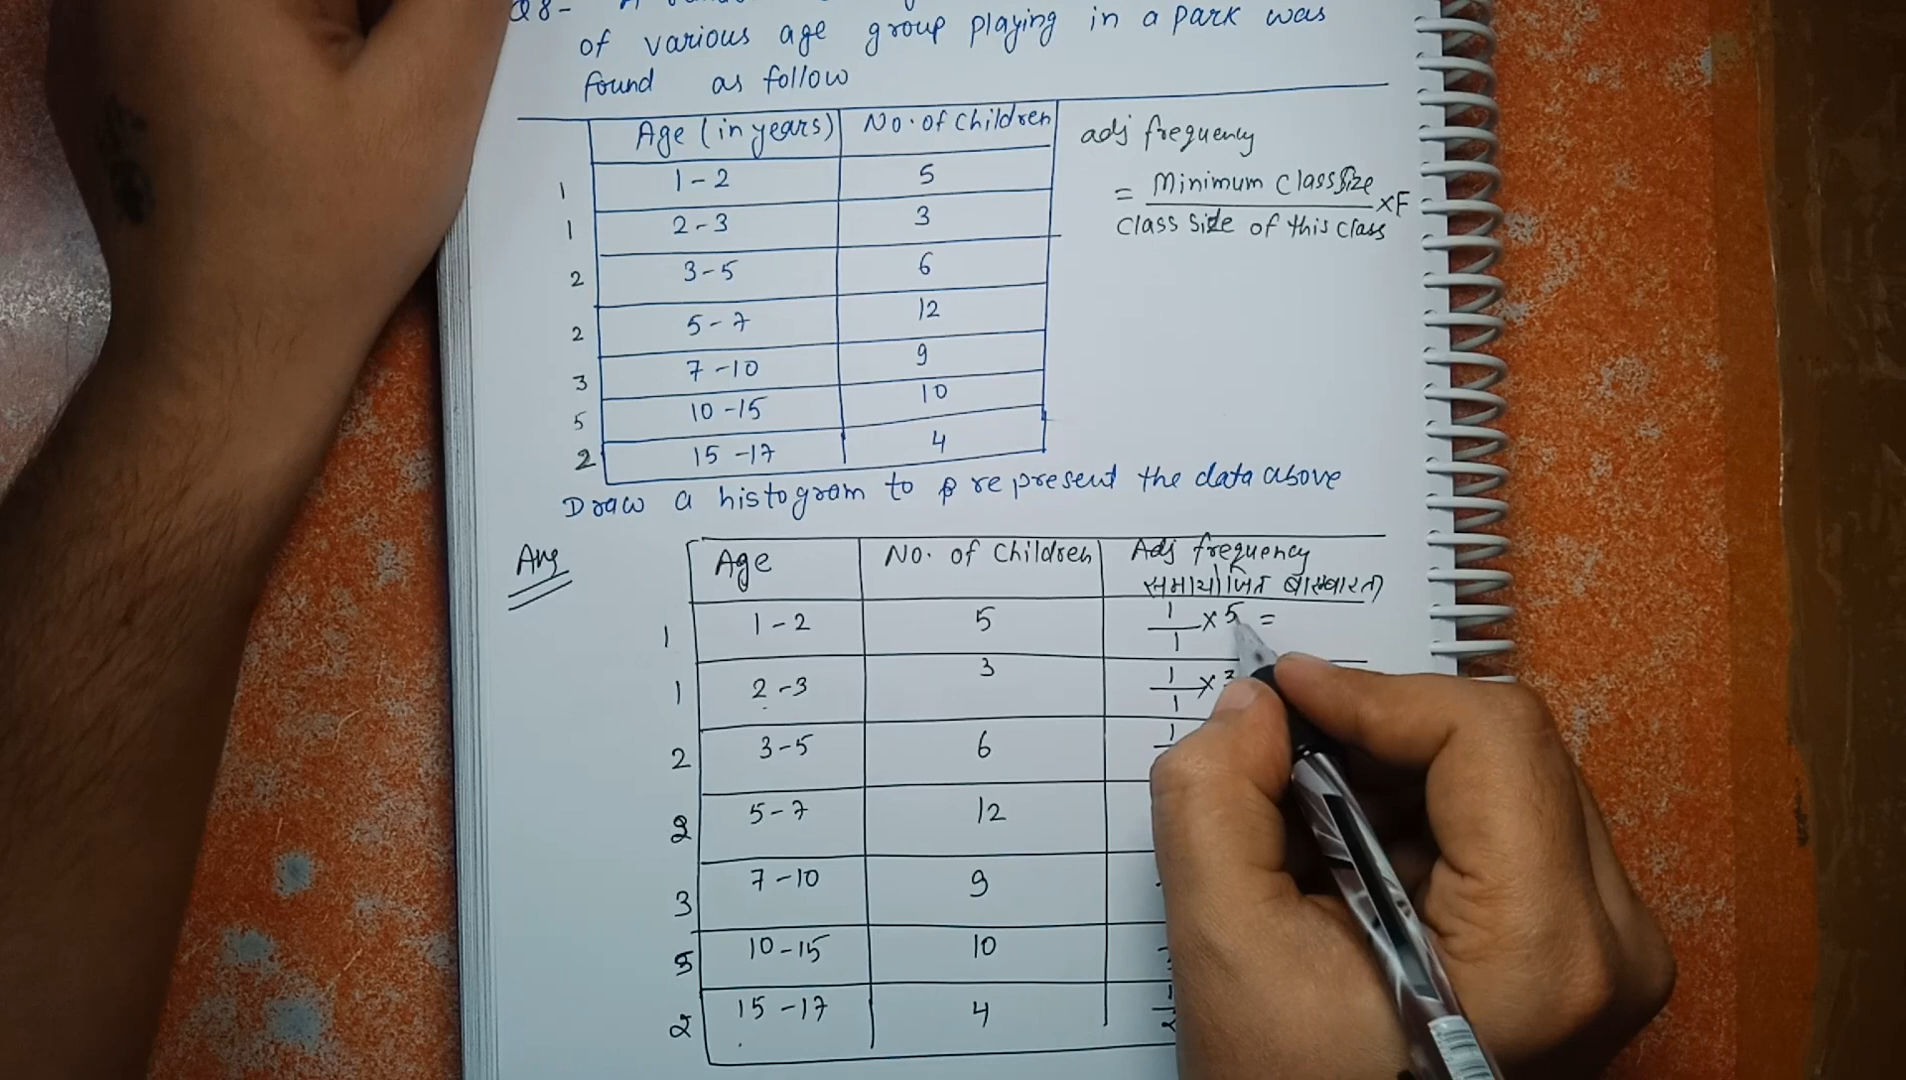 Q8-
of various age group playing in a park was
found as follow
Age (in years) No. of children
1 1-2 5
1 2-3 3
2 3-5 6
2 5-7 12
3 7-10 9
5 10-15 10
2 15-17 4
adj frequency
= Minimum class size
class size of this class ×F
Draw a histogram to represent the data above
Ans
Age No. of Children Adj frequency
समायोजित बारम्बारता
1 1-2 5 1/1 × 5 =
1 2-3 3 1/1 ×
2 3-5 6
2 5-7 12
3 7-10 9
5 10-15 10
2 15-17 4